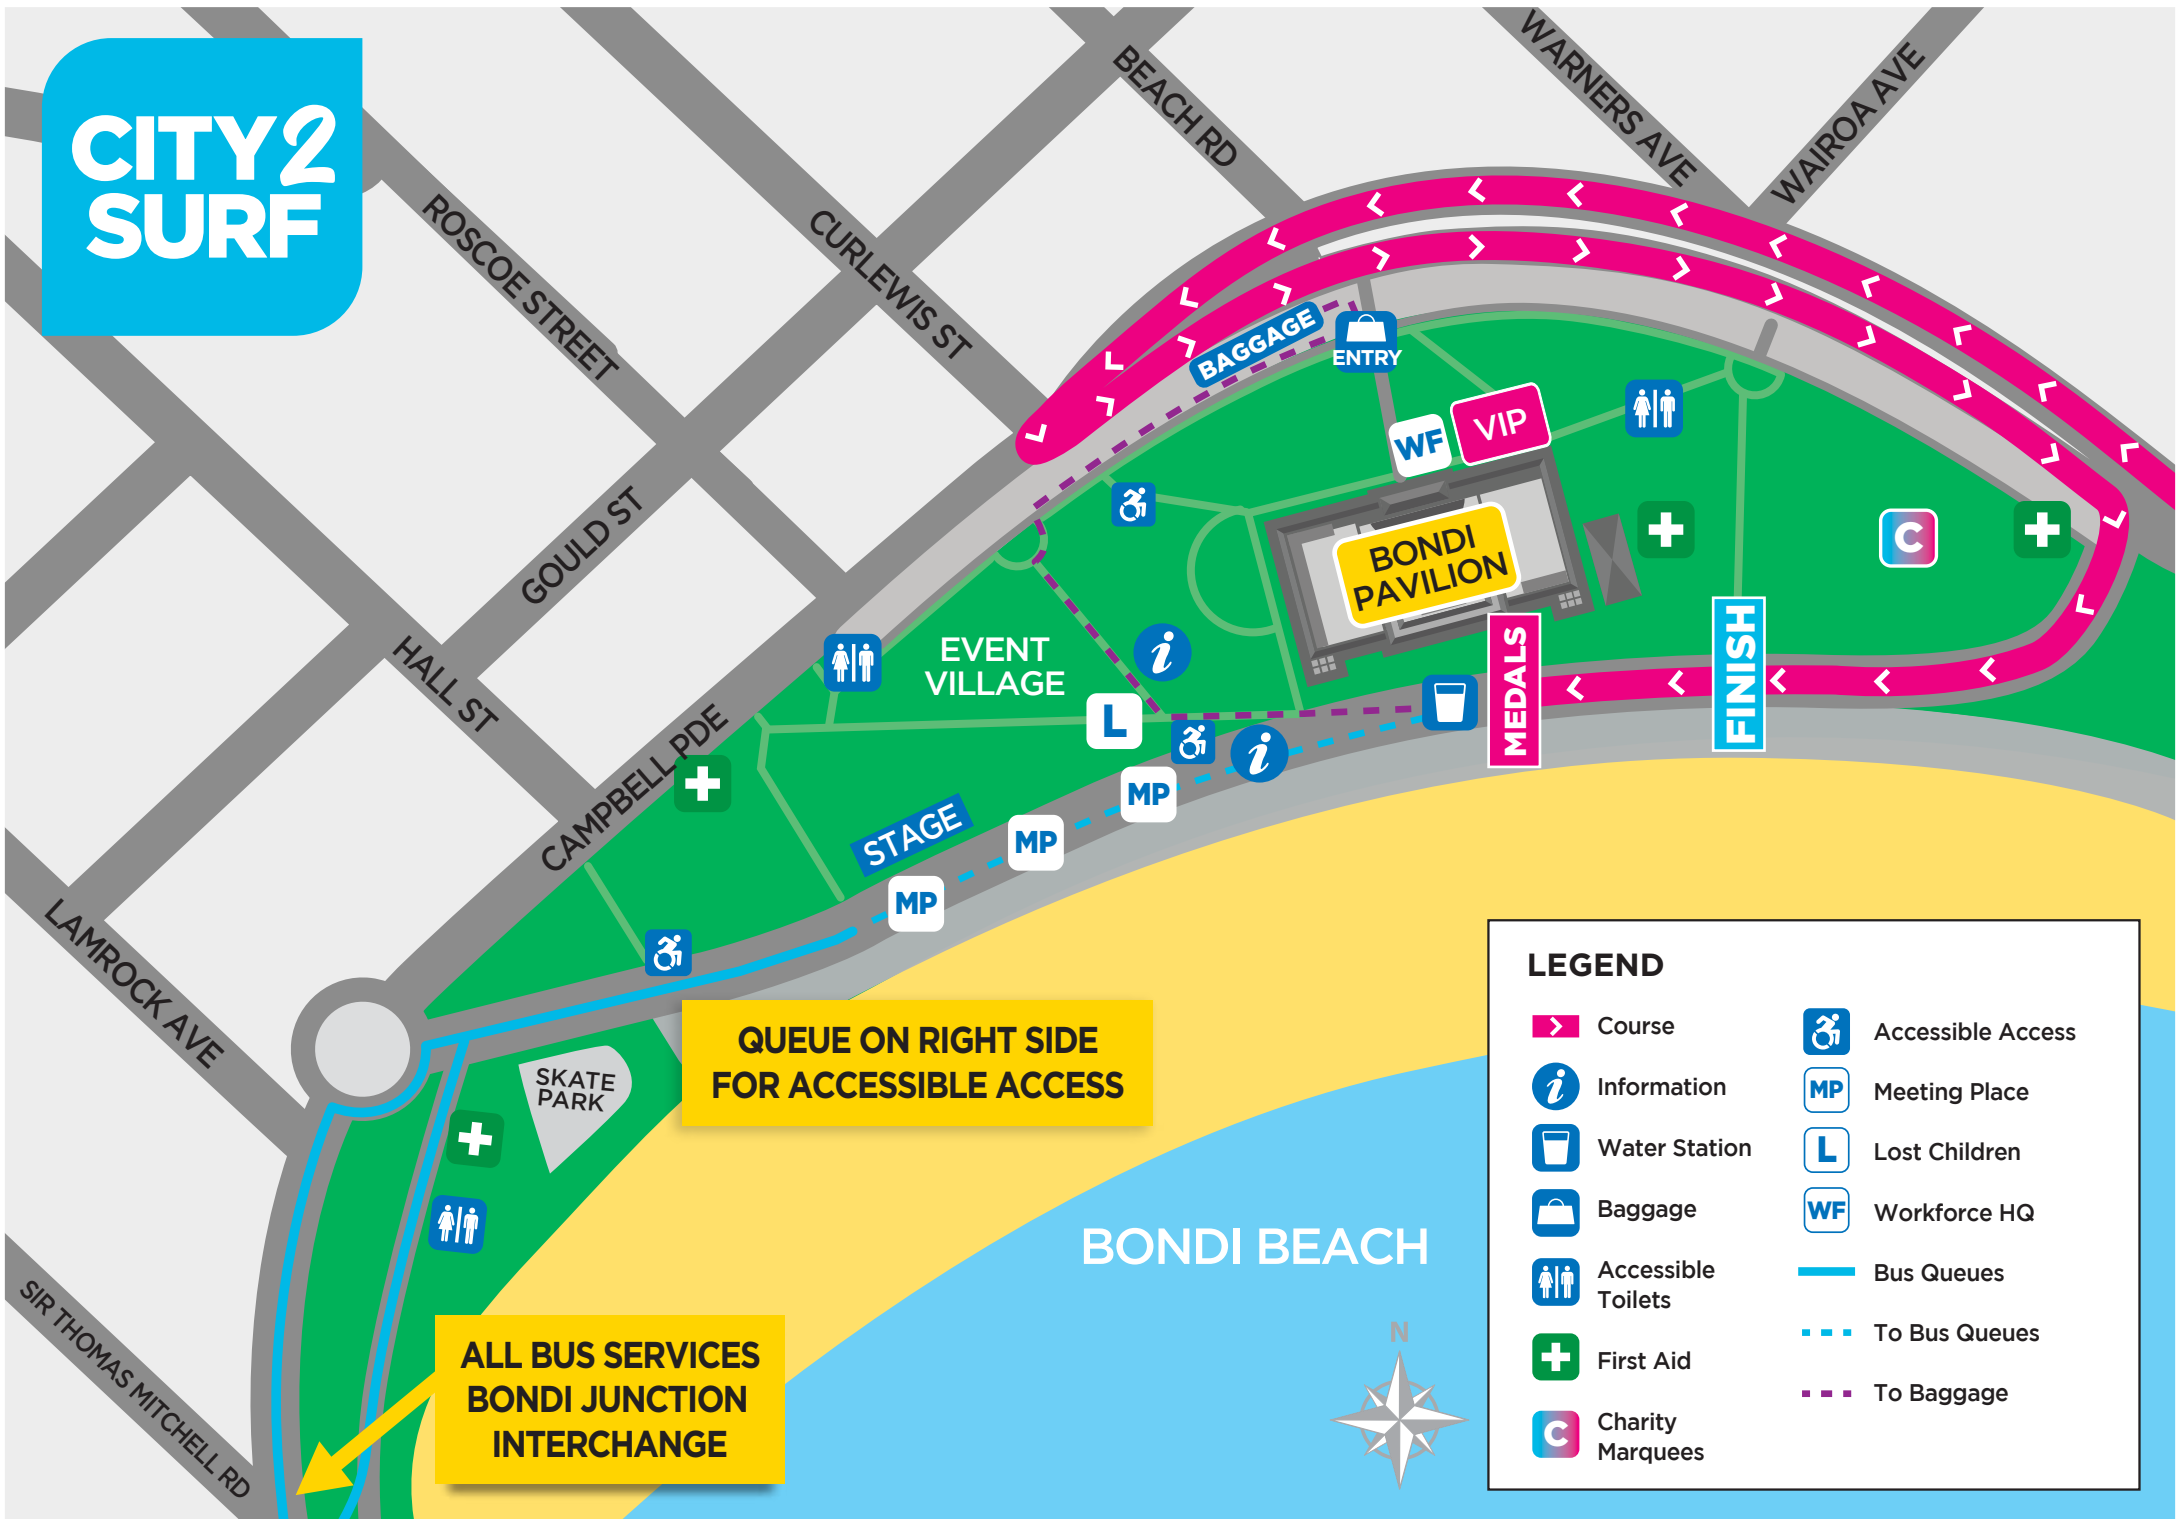 CITY2
SURF
BEACH RD
WARNERS AVE
WAIROA AVE
ROSCOE STREET
CURLEWIS ST
BAGGAGE
ENTRY
WF
VIP
GOULD ST
BONDI
PAVILION
C
HALL ST
EVENT
VILLAGE
i
L
MEDALS
FINISH
CAMPBELL PDE
i
MP
STAGE
MP
MP
LAMROCK AVE
QUEUE ON RIGHT SIDE
FOR ACCESSIBLE ACCESS
SKATE
PARK
BONDI BEACH
SIR THOMAS MITCHELL RD
ALL BUS SERVICES
BONDI JUNCTION
INTERCHANGE
N
LEGEND
Course
i Information
Water Station
Baggage
Accessible
Toilets
First Aid
C Charity
Marquees
Accessible Access
MP Meeting Place
L Lost Children
WF Workforce HQ
Bus Queues
To Bus Queues
To Baggage